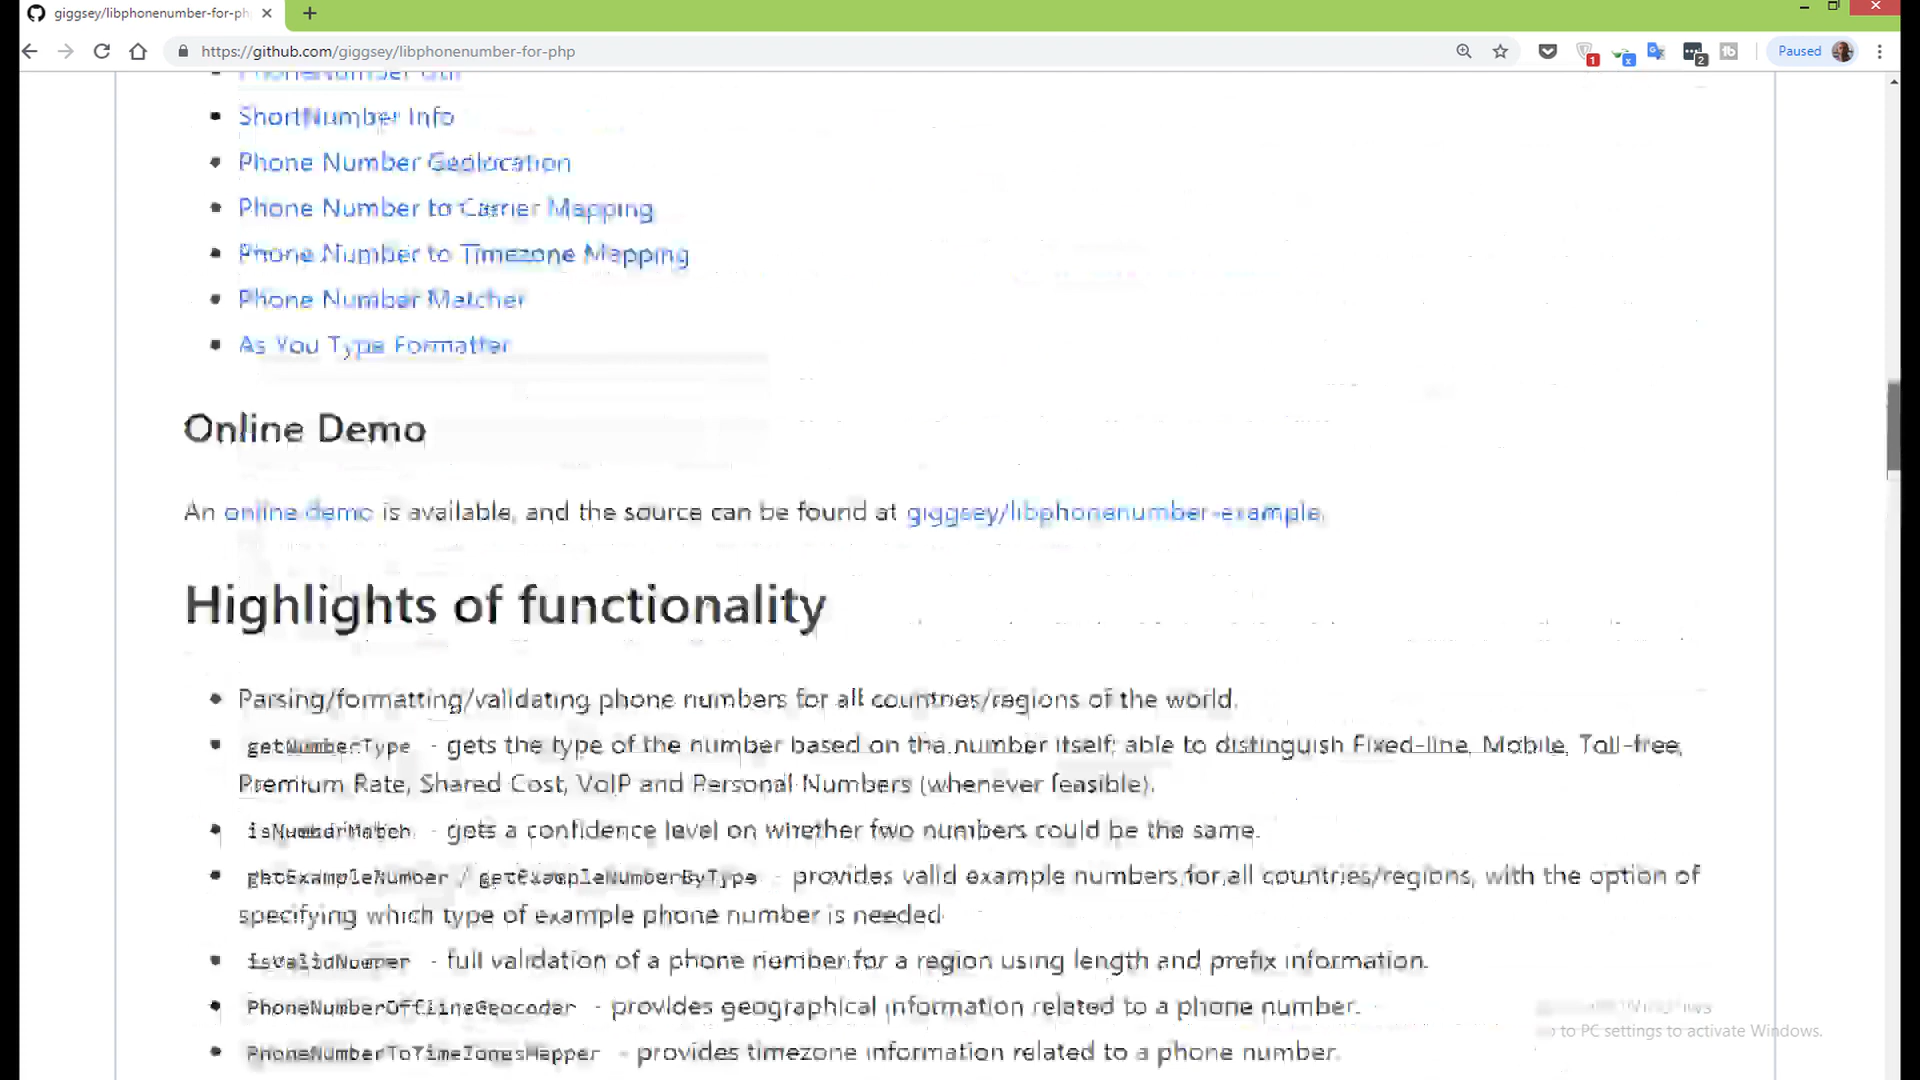 giggsey/libphonenumber-for-ph
https://github.com/giggsey/libphonenumber-for-php
1
x
2
Paused
PhoneNumber Util
ShortNumber Info
Phone Number Geolocation
Phone Number to Carrier Mapping
Phone Number to Timezone Mapping
Phone Number Matcher
As You Type Formatter
Online Demo
An online demo is available, and the source can be found at giggsey/libphonenumber-example.
Highlights of functionality
Parsing/formatting/validating phone numbers for all countries/regions of the world.
getNumberType - gets the type of the number based on the number itself; able to distinguish Fixed-line, Mobile, Toll-free,
Premium Rate, Shared Cost, VoIP and Personal Numbers (whenever feasible).
isNumberMatch - gets a confidence level on whether two numbers could be the same.
getExampleNumber / getExampleNumberByType - provides valid example numbers for all countries/regions, with the option of
specifying which type of example phone number is needed
isValidNumber - full validation of a phone number for a region using length and prefix information.
PhoneNumberOfflineGeocoder - provides geographical information related to a phone number.
PhoneNumberToTimeZonesMapper - provides timezone information related to a phone number.
to PC settings to activate Windows.